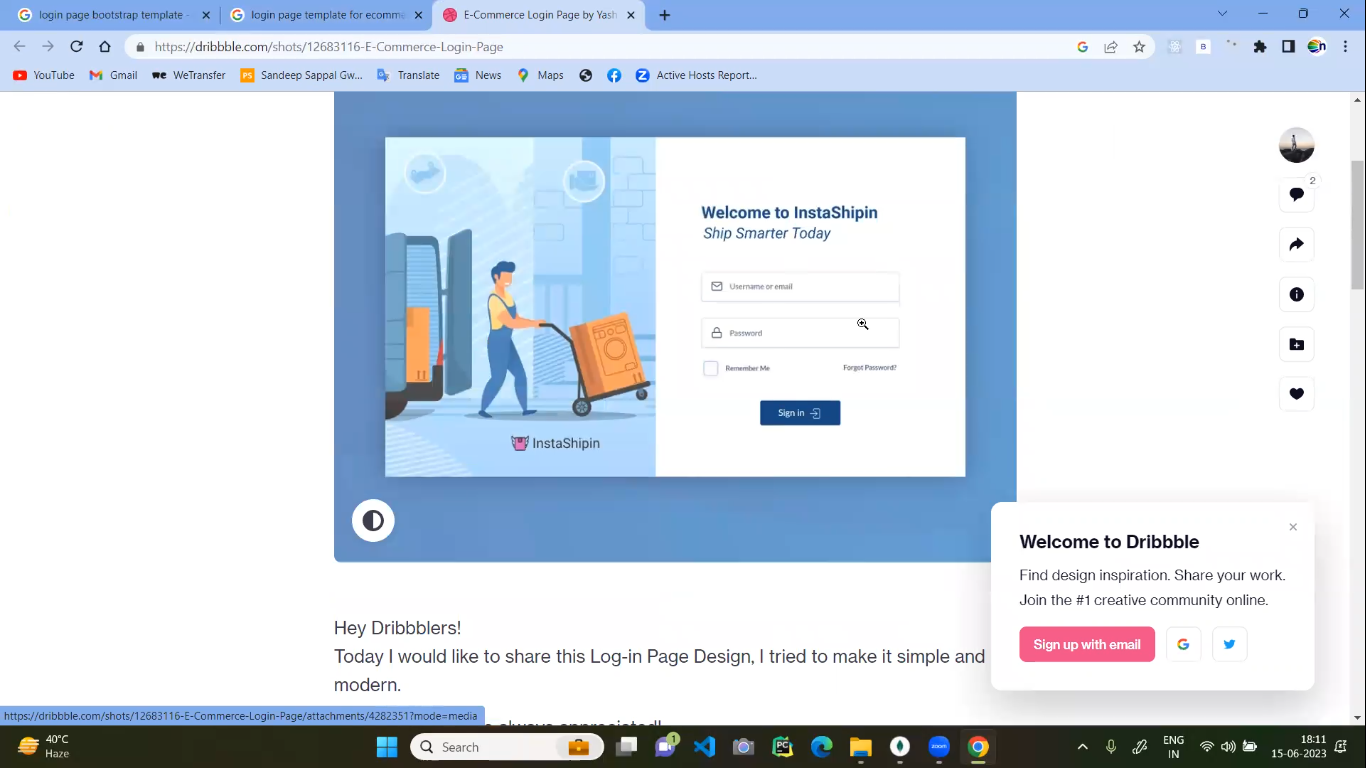 login page bootstrap template -
login page template for ecomme
E-Commerce Login Page by Yash
https://dribbble.com/shots/12683116-E-Commerce-Login-Page
YouTube
Gmail
WeTransfer
Sandeep Sappal Gw...
Translate
News
Maps
Active Hosts Report...
2
Welcome to InstaShipin
Ship Smarter Today
Username or email
Password
Remember Me
Forgot Password?
Sign in
InstaShipin
Welcome to Dribbble
Find design inspiration. Share your work.
Join the #1 creative community online.
Sign up with email
Hey Dribbblers!
Today I would like to share this Log-in Page Design, I tried to make it simple and
modern.
always appreciated!
https://dribbble.com/shots/12683116-E-Commerce-Login-Page/attachments/4282351?mode=media
40°C
Haze
Search
1
zoom
ENG
IN
18:11
15-06-2023